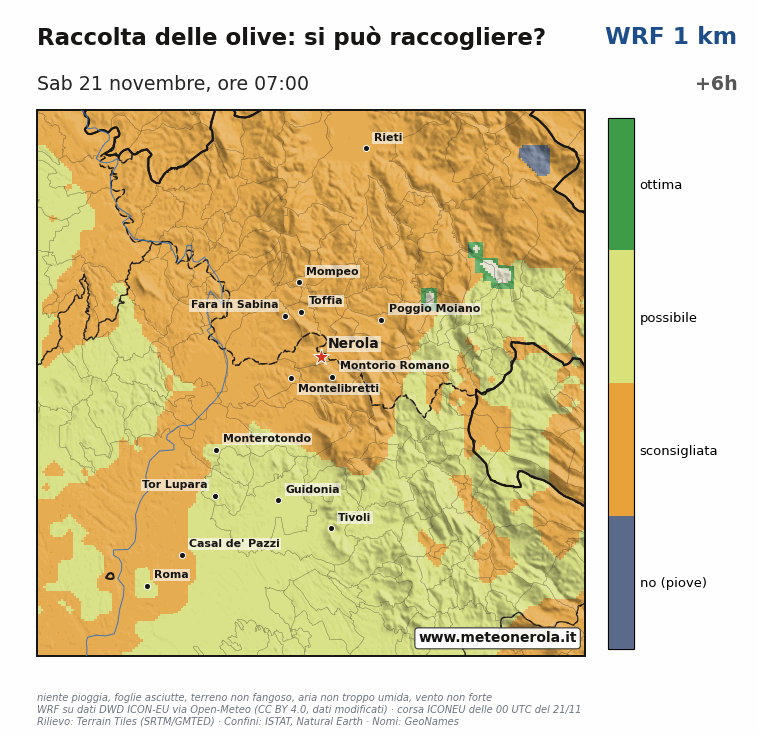 Raccolta delle olive: si può raccogliere?
WRF 1 km
Sab 21 novembre, ore 07:00
+6h
Rieti
ottima
Mompeo
Fara in Sabina
Toffia
Poggio Moiano
possibile
Nerola
Montorio Romano
Montelibretti
Monterotondo
sconsigliata
Tor Lupara
Guidonia
Tivoli
Casal de' Pazzi
Roma
no (piove)
www.meteonerola.it
niente pioggia, foglie asciutte, terreno non fangoso, aria non troppo umida, vento non forte
WRF su dati DWD ICON-EU via Open-Meteo (CC BY 4.0, dati modificati) · corsa ICONEU delle 00 UTC del 21/11
Rilievo: Terrain Tiles (SRTM/GMTED) · Confini: ISTAT, Natural Earth · Nomi: GeoNames